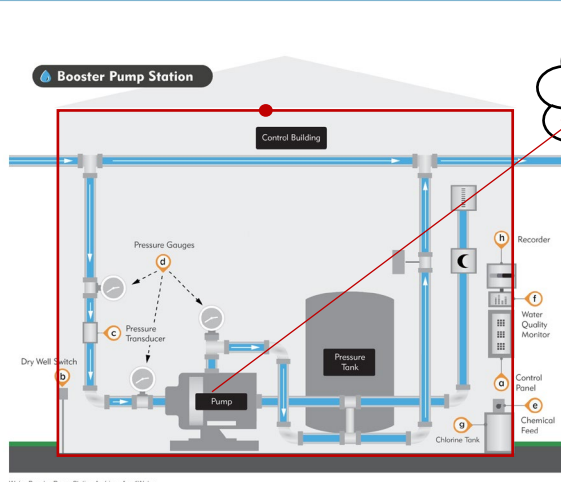 Booster Pump Station
Control Building
Pressure Gauges
d
h
Recorder
f
Water
Quality
Monitor
c
Pressure
Transducer
Dry Well Switch
b
Pressure
Tank
a
Control
Panel
Pump
e
Chemical
Feed
g
Chlorine Tank